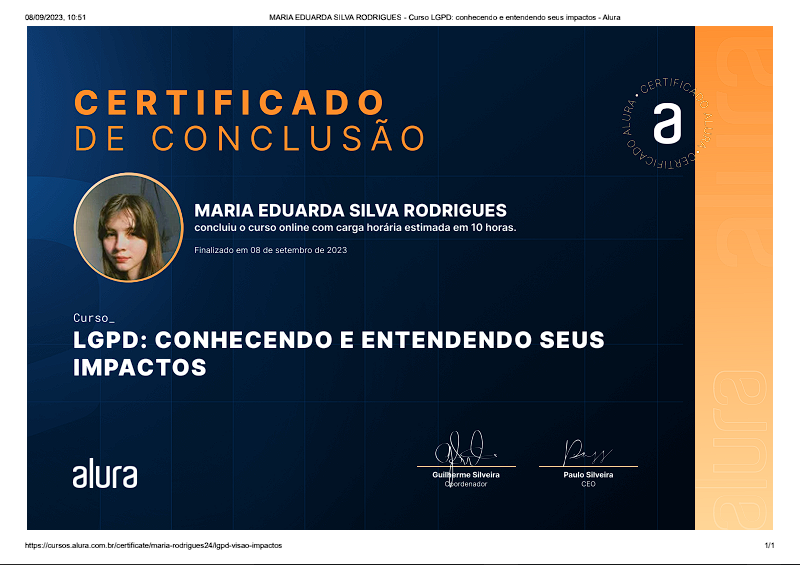 08/09/2023, 10:51
MARIA EDUARDA SILVA RODRIGUES - Curso LGPD: conhecendo e entendendo seus impactos - Alura
CERTIFICADO
DE CONCLUSÃO
ALURA • CERTIFICADO ALURA • CERTIFICADO
a
MARIA EDUARDA SILVA RODRIGUES
concluiu o curso online com carga horária estimada em 10 horas.
Finalizado em 08 de setembro de 2023
Curso_
LGPD: CONHECENDO E ENTENDENDO SEUS
IMPACTOS
alura
Guilherme Silveira
Coordenador
Paulo Silveira
CEO
alura
alura
https://cursos.alura.com.br/certificate/maria-rodrigues24/lgpd-visao-impactos
1/1